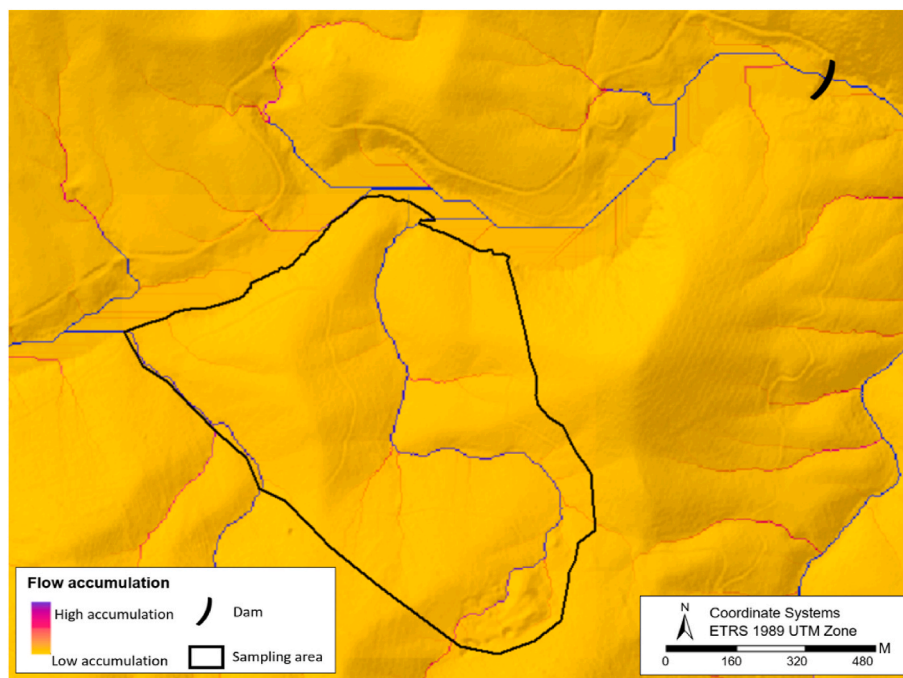 Flow accumulation
High accumulation
Dam
Low accumulation
Sampling area
N
Coordinate Systems
ETRS 1989 UTM Zone
M
0 160 320 480